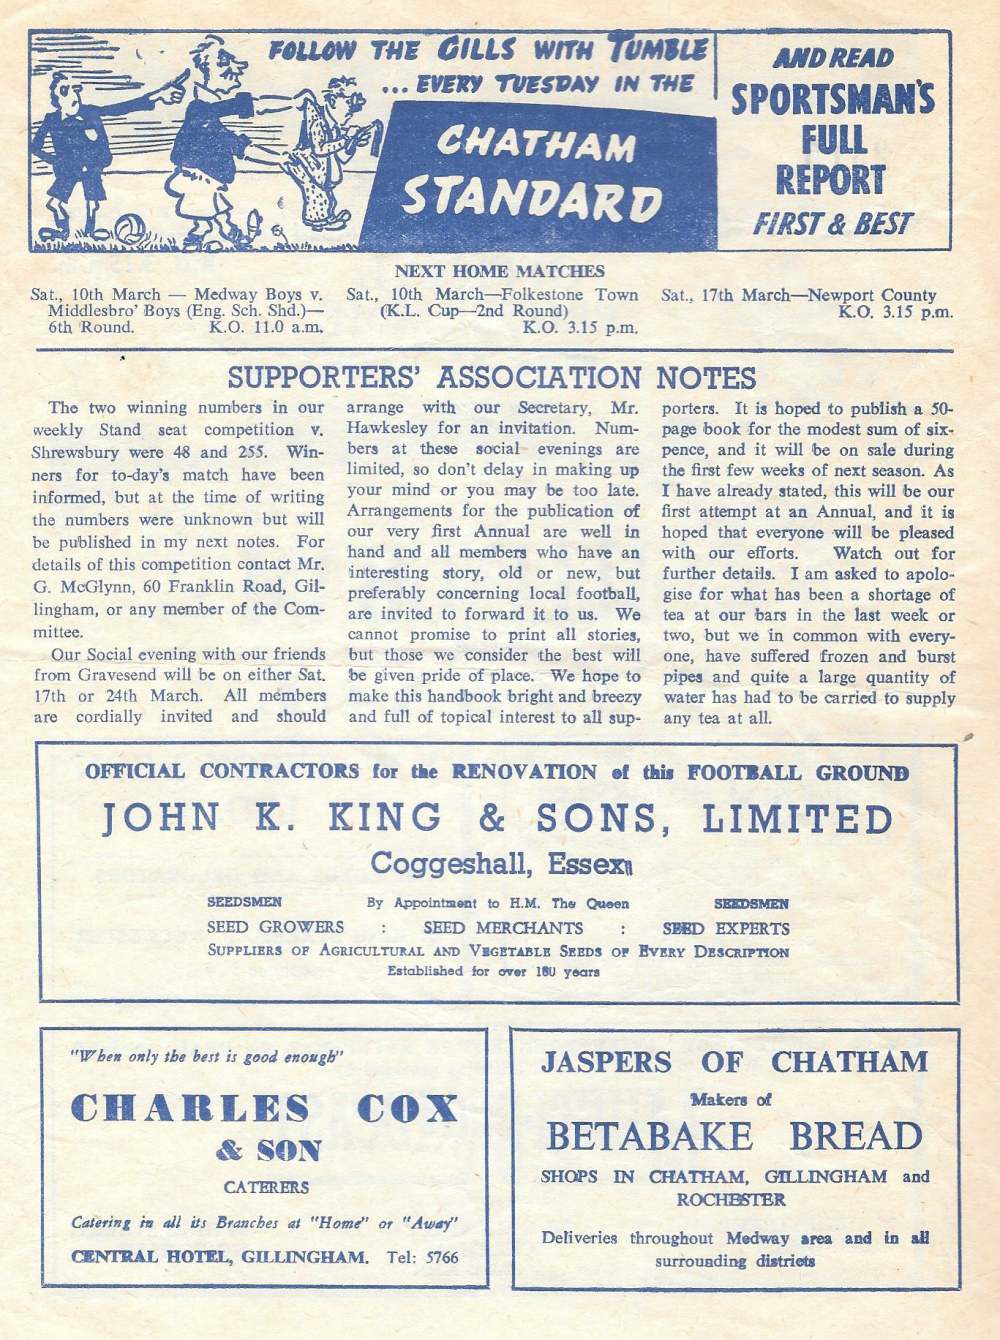 FOLLOW THE GILLS WITH TUMBLE
... EVERY TUESDAY IN THE
CHATHAM
STANDARD
AND READ
SPORTSMAN'S
FULL
REPORT
FIRST & BEST
NEXT HOME MATCHES
Sat., 10th March — Medway Boys v.
Middlesbro' Boys (Eng. Sch. Shd.)—
6th Round. K.O. 11.0 a.m.
Sat., 10th March—Folkestone Town
(K.L. Cup—2nd Round)
K.O. 3.15 p.m.
Sat., 17th March—Newport County
K.O. 3.15 p.m.
SUPPORTERS' ASSOCIATION NOTES
The two winning numbers in our
weekly Stand seat competition v.
Shrewsbury were 48 and 255. Win-
ners for to-day's match have been
informed, but at the time of writing
the numbers were unknown but will
be published in my next notes. For
details of this competition contact Mr.
G. McGlynn, 60 Franklin Road, Gil-
lingham, or any member of the Com-
mittee.
Our Social evening with our friends
from Gravesend will be on either Sat.
17th or 24th March. All members
are cordially invited and should
arrange with our Secretary, Mr.
Hawkesley for an invitation. Num-
bers at these social evenings are
limited, so don't delay in making up
your mind or you may be too late.
Arrangements for the publication of
our very first Annual are well in
hand and all members who have an
interesting story, old or new, but
preferably concerning local football,
are invited to forward it to us. We
cannot promise to print all stories,
but those we consider the best will
be given pride of place. We hope to
make this handbook bright and breezy
and full of topical interest to all sup-
porters. It is hoped to publish a 50-
page book for the modest sum of six-
pence, and it will be on sale during
the first few weeks of next season. As
I have already stated, this will be our
first attempt at an Annual, and it is
hoped that everyone will be pleased
with our efforts. Watch out for
further details. I am asked to apolo-
gise for what has been a shortage of
tea at our bars in the last week or
two, but we in common with every-
one, have suffered frozen and burst
pipes and quite a large quantity of
water has had to be carried to supply
any tea at all.
OFFICIAL CONTRACTORS for the RENOVATION of this FOOTBALL GROUND
JOHN K. KING & SONS, LIMITED
Coggeshall, Essex
SEEDSMEN By Appointment to H.M. The Queen SEEDSMEN
SEED GROWERS : SEED MERCHANTS : SEED EXPERTS
SUPPLIERS OF AGRICULTURAL AND VEGETABLE SEEDS OF EVERY DESCRIPTION
Established for over 180 years
"When only the best is good enough"
CHARLES COX
& SON
CATERERS
Catering in all its Branches at "Home" or "Away"
CENTRAL HOTEL, GILLINGHAM. Tel: 5766
JASPERS OF CHATHAM
Makers of
BETABAKE BREAD
SHOPS IN CHATHAM, GILLINGHAM and
ROCHESTER
Deliveries throughout Medway area and in all
surrounding districts